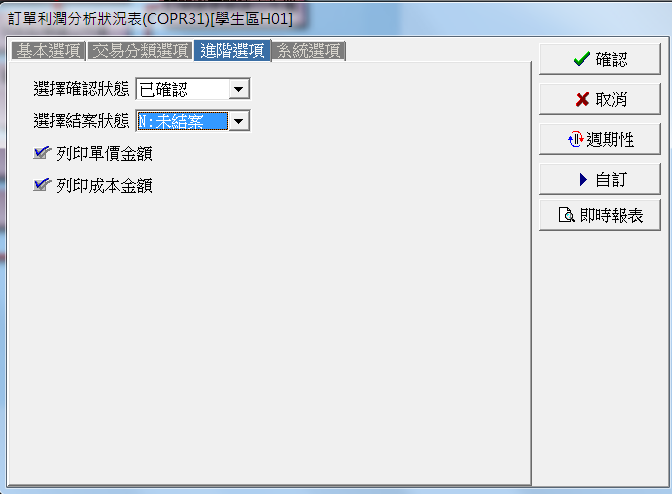 訂單利潤分析狀況表(COPR31)[學生區H01]
基本選項 交易分類選項 進階選項 系統選項
選擇確認狀態 已確認
選擇結案狀態 N:未結案
列印單價金額
列印成本金額
確認
取消
週期性
自訂
即時報表